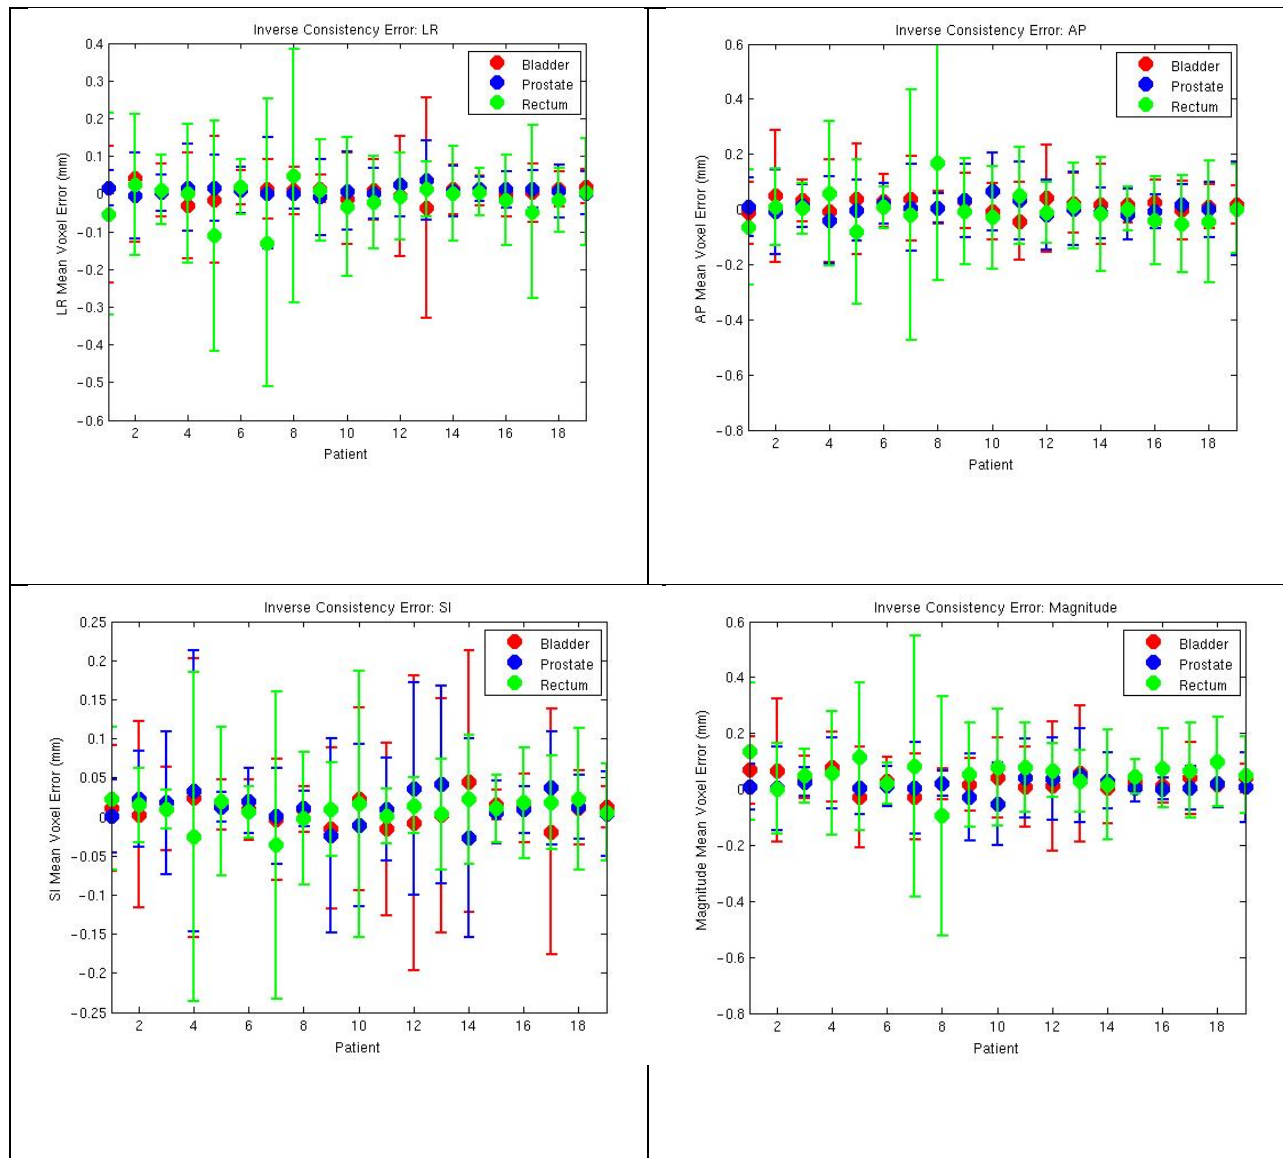 Inverse Consistency Error: LR
0.4
0.3
0.2
0.1
0
−0.1
−0.2
−0.3
−0.4
−0.5
−0.6
LR Mean Voxel Error (mm)
2 4 6 8 10 12 14 16 18
Patient
Bladder
Prostate
Rectum
Inverse Consistency Error: AP
0.6
0.4
0.2
0
−0.2
−0.4
−0.6
−0.8
AP Mean Voxel Error (mm)
2 4 6 8 10 12 14 16 18
Patient
Bladder
Prostate
Rectum
Inverse Consistency Error: SI
0.25
0.2
0.15
0.1
0.05
0
−0.05
−0.1
−0.15
−0.2
−0.25
SI Mean Voxel Error (mm)
2 4 6 8 10 12 14 16 18
Patient
Bladder
Prostate
Rectum
Inverse Consistency Error: Magnitude
0.6
0.4
0.2
0
−0.2
−0.4
−0.6
−0.8
Magnitude Mean Voxel Error (mm)
2 4 6 8 10 12 14 16 18
Patient
Bladder
Prostate
Rectum